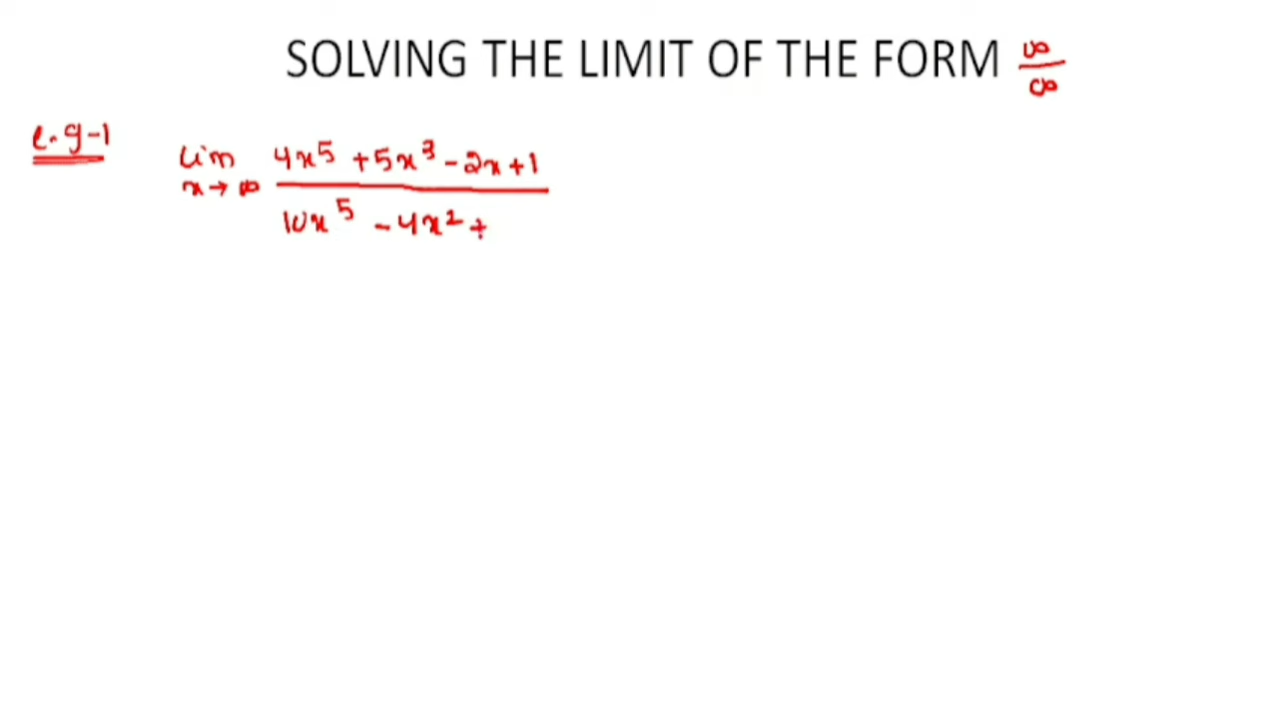 SOLVING THE LIMIT OF THE FORM ∞/∞
e.g-1
lim x→∞ (4x⁵ + 5x³ - 2x + 1)/(10x⁵ - 4x² +